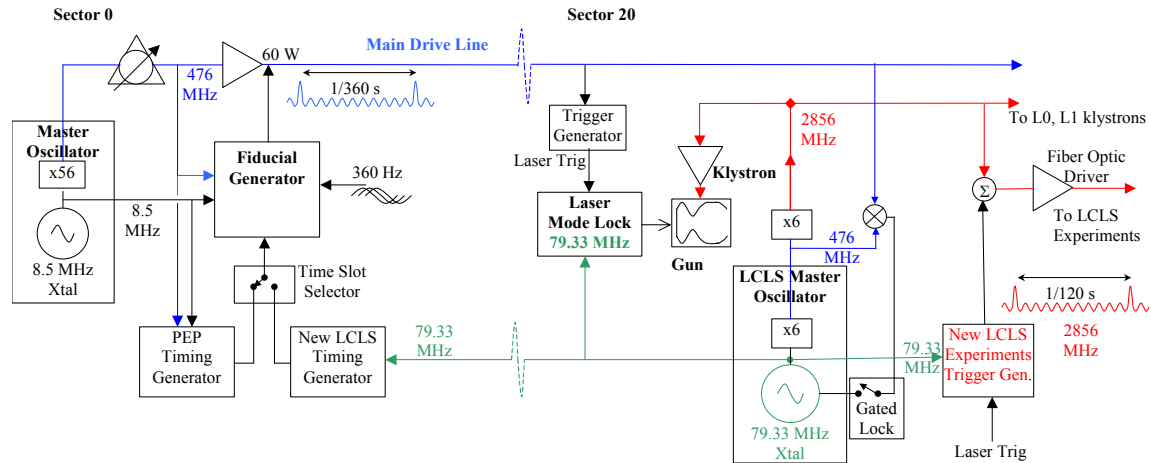 Sector 0
Sector 20
60 W
Main Drive Line
476
MHz
1/360 s
Master
Oscillator
x56
Fiducial
Generator
360 Hz
8.5
MHz
8.5 MHz
Xtal
Time Slot
Selector
PEP
Timing
Generator
New LCLS
Timing
Generator
79.33
MHz
Trigger
Generator
Laser Trig
Laser
Mode Lock
79.33 MHz
Klystron
Gun
2856
MHz
x6
476
MHz
LCLS Master
Oscillator
x6
79.33 MHz
Xtal
Gated
Lock
To L0, L1 klystrons
Σ
Fiber Optic
Driver
To LCLS
Experiments
1/120 s
2856
MHz
79.33
MHz
New LCLS
Experiments
Trigger Gen.
Laser Trig